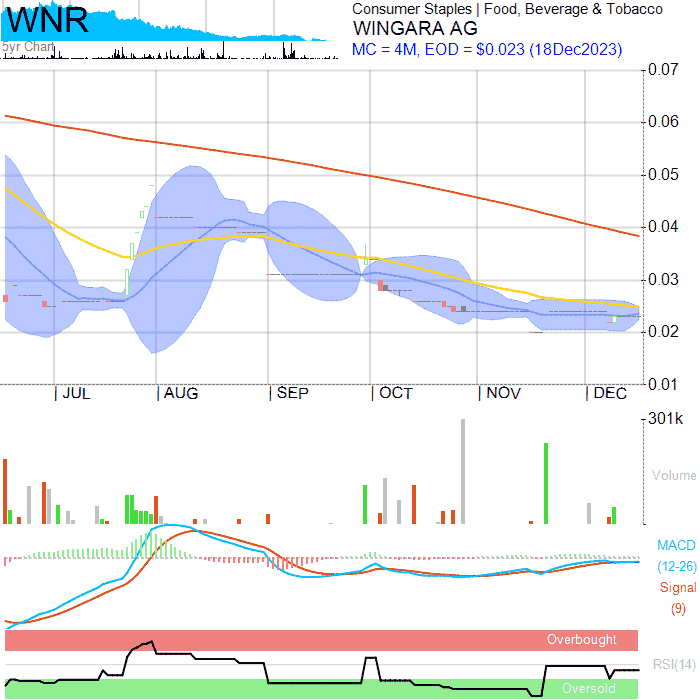 WNR
5yr Chart
Consumer Staples | Food, Beverage & Tobacco
WINGARA AG
MC = 4M, EOD = $0.023 (18Dec2023)
0.07
0.06
0.05
0.04
0.03
0.02
0.01
| JUL | AUG | SEP | OCT | NOV | DEC
301k
Volume
MACD
(12-26)
Signal
(9)
Overbought
RSI(14)
Oversold